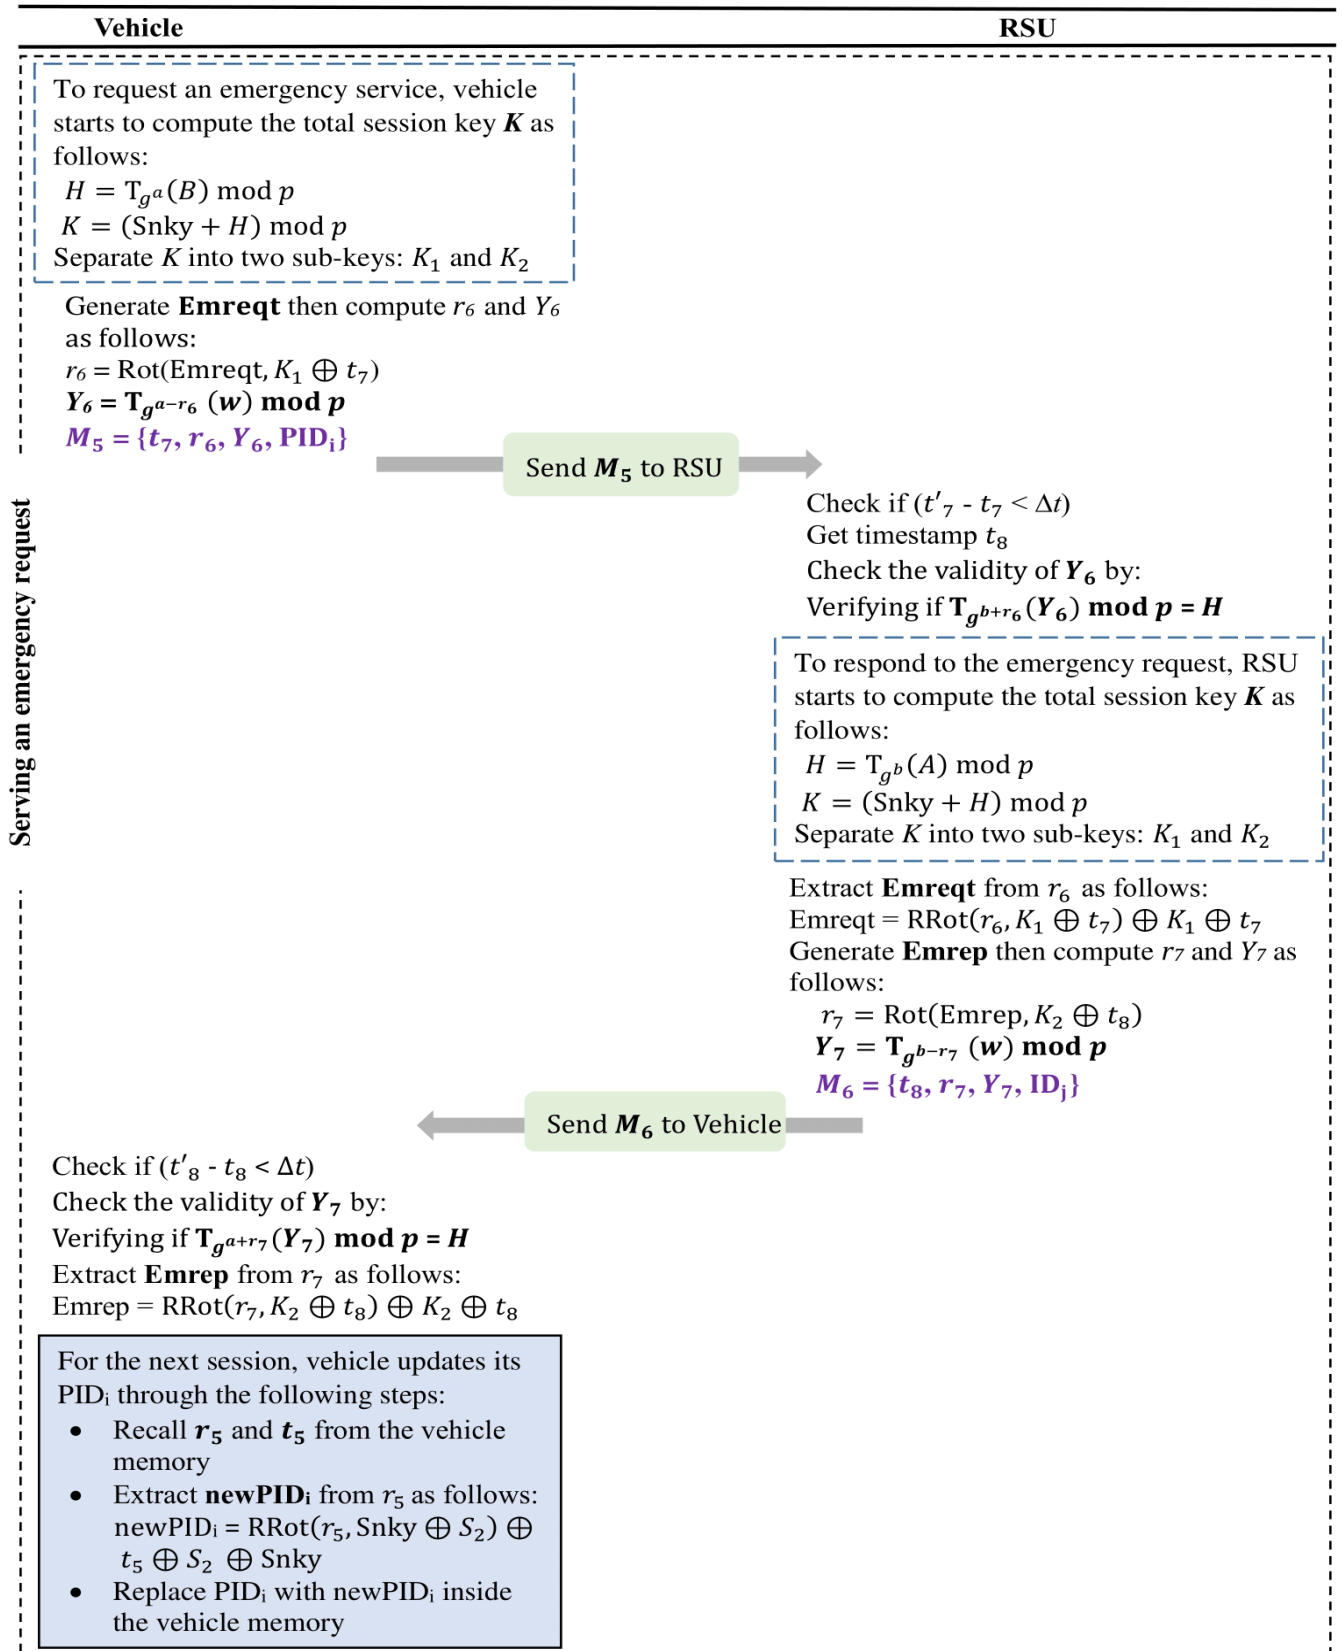 Vehicle RSU
To request an emergency service, vehicle
starts to compute the total session key K as
follows:
H = T_{g^a}(B) mod p
K = (Snky + H) mod p
Separate K into two sub-keys: K₁ and K₂
Generate Emreqt then compute r₆ and Y₆
as follows:
r₆ = Rot(Emreqt, K₁ ⊕ t₇)
Y₆ = T_{g^{a−r₆}} (w) mod p
M₅ = {t₇, r₆, Y₆, PIDᵢ}
Send M₅ to RSU
Serving an emergency request
Check if (t′₇ - t₇ < Δt)
Get timestamp t₈
Check the validity of Y₆ by:
Verifying if T_{g^{b+r₆}}(Y₆) mod p = H
To respond to the emergency request, RSU
starts to compute the total session key K as
follows:
H = T_{g^b}(A) mod p
K = (Snky + H) mod p
Separate K into two sub-keys: K₁ and K₂
Extract Emreqt from r₆ as follows:
Emreqt = RRot(r₆, K₁ ⊕ t₇) ⊕ K₁ ⊕ t₇
Generate Emrep then compute r₇ and Y₇ as
follows:
r₇ = Rot(Emrep, K₂ ⊕ t₈)
Y₇ = T_{g^{b−r₇}} (w) mod p
M₆ = {t₈, r₇, Y₇, IDⱼ}
Send M₆ to Vehicle
Check if (t′₈ - t₈ < Δt)
Check the validity of Y₇ by:
Verifying if T_{g^{a+r₇}}(Y₇) mod p = H
Extract Emrep from r₇ as follows:
Emrep = RRot(r₇, K₂ ⊕ t₈) ⊕ K₂ ⊕ t₈
For the next session, vehicle updates its
PIDᵢ through the following steps:
• Recall r₅ and t₅ from the vehicle
memory
• Extract newPIDᵢ from r₅ as follows:
newPIDᵢ = RRot(r₅, Snky ⊕ S₂) ⊕
t₅ ⊕ S₂ ⊕ Snky
• Replace PIDᵢ with newPIDᵢ inside
the vehicle memory